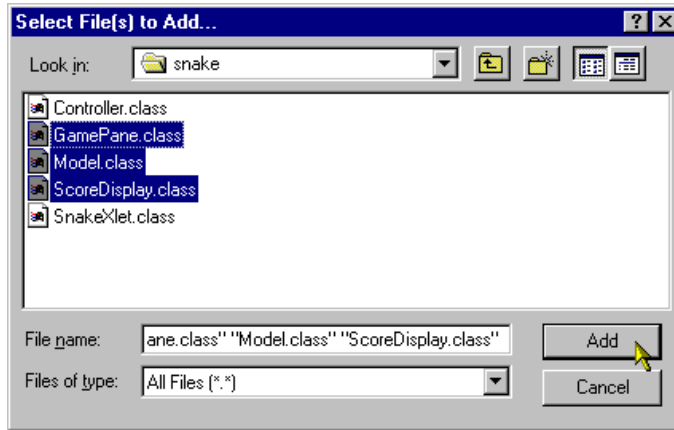 Select File(s) to Add...
Look in: snake
Controller.class
GamePane.class
Model.class
ScoreDisplay.class
SnakeXlet.class
File name: ane.class" "Model.class" "ScoreDisplay.class" Add
Files of type: All Files (*.*) Cancel